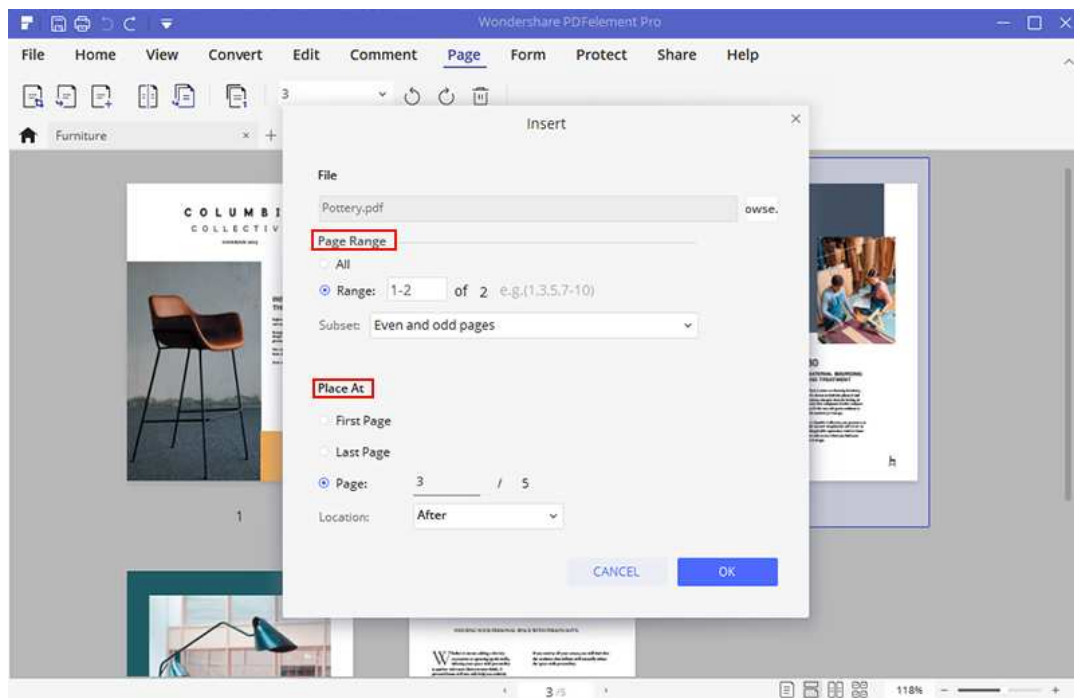 Wondershare PDFelement Pro
File Home View Convert Edit Comment Page Form Protect Share Help
3
Furniture
Insert
File
Pottery.pdf owse.
Page Range
All
Range: 1-2 of 2 e.g.(1,3,5,7-10)
Subset: Even and odd pages
Place At
First Page
Last Page
Page: 3 / 5
Location: After
CANCEL OK
COLUMBI
COLLECTIV
1
3 /5
118%